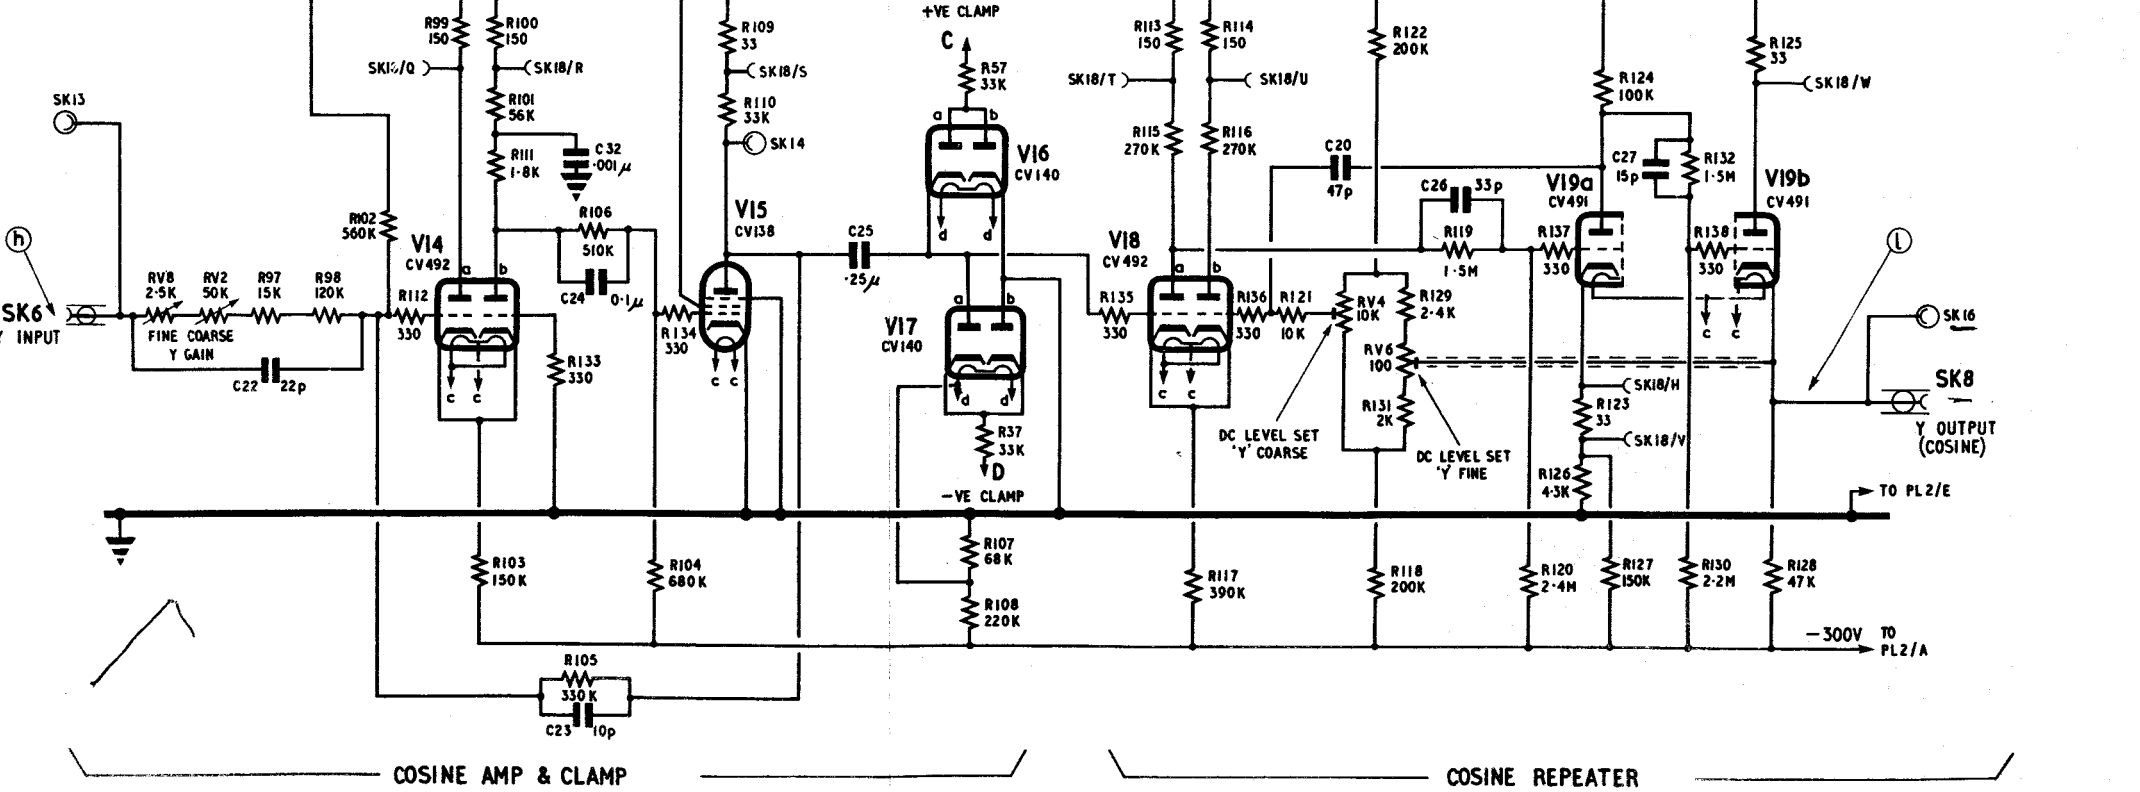 R99
150
R100
150
SK18/R
R101
56K
R111
1·8K
C32
·001µ
SK13
h
SK6
Y INPUT
RV8
2·5K
RV2
50K
R97
15K
R98
120K
FINE COARSE
Y GAIN
C22 22p
R102
560K
V14
CV492
a
b
R112
330
c
c
R133
330
R106
510K
C24 0·1µ
R103
150K
R104
680K
R105
330K
C23 10p
R109
33
SK18/S
R110
33K
SK14
V15
CV138
R134
330
c
c
C25
·25µ
+VE CLAMP
C
R57
33K
a
b
V16
CV140
d
d
V17
CV140
a
b
d
d
R37
33K
D
-VE CLAMP
R107
68K
R108
220K
R113
150
R114
150
SK18/T
SK18/U
R115
270K
R116
270K
V18
CV492
a
b
R135
330
c
c
R136
330
R121
10K
R117
390K
C20
47p
R122
200K
RV4
10K
R129
2·4K
RV6
100
R131
2K
DC LEVEL SET
'Y' COARSE
DC LEVEL SET
'Y' FINE
R118
200K
C26 33p
R119
1·5M
R137
330
V19a
CV491
R124
100K
C27
15p
R132
1·5M
R138
330
V19b
CV491
R125
33
SK18/W
c
c
SK18/H
R123
33
SK18/V
R126
4·3K
R120
2·4M
R127
150K
R130
2·2M
R128
47K
l
SK16
SK8
Y OUTPUT
(COSINE)
TO PL2/E
-300V TO
PL2/A
COSINE AMP & CLAMP
COSINE REPEATER